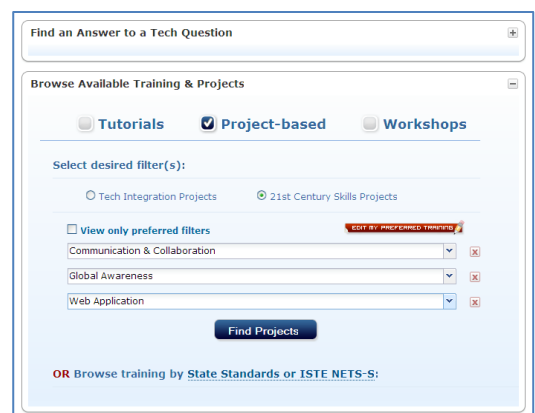 Find an Answer to a Tech Question
Browse Available Training & Projects
Tutorials Project-based Workshops
Select desired filter(s):
Tech Integration Projects 21st Century Skills Projects
View only preferred filters EDIT MY PREFERRED TRAINING
Communication & Collaboration
Global Awareness
Web Application
Find Projects
OR Browse training by State Standards or ISTE NETS-S: